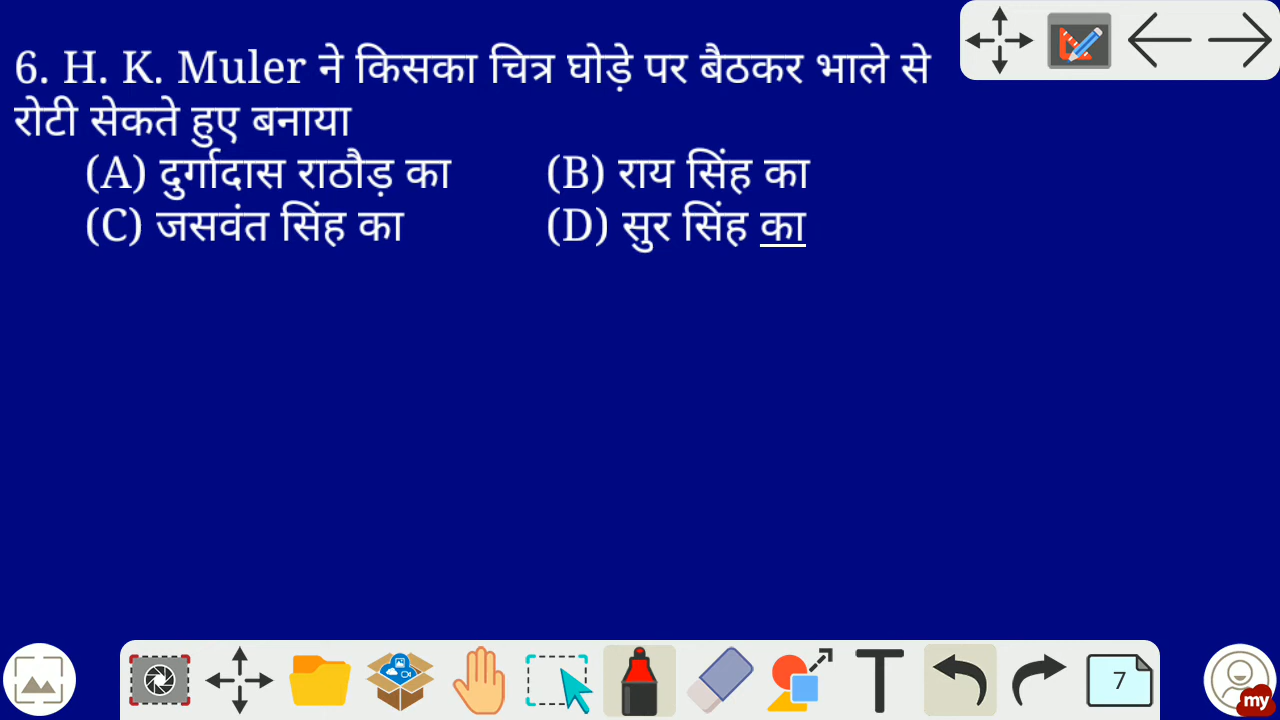 6. H. K. Muler ने किसका चित्र घोड़े पर बैठकर भाले से
रोटी सेकते हुए बनाया
(A) दुर्गादास राठौड़ का (B) राय सिंह का
(C) जसवंत सिंह का (D) सुर सिंह का
7
my